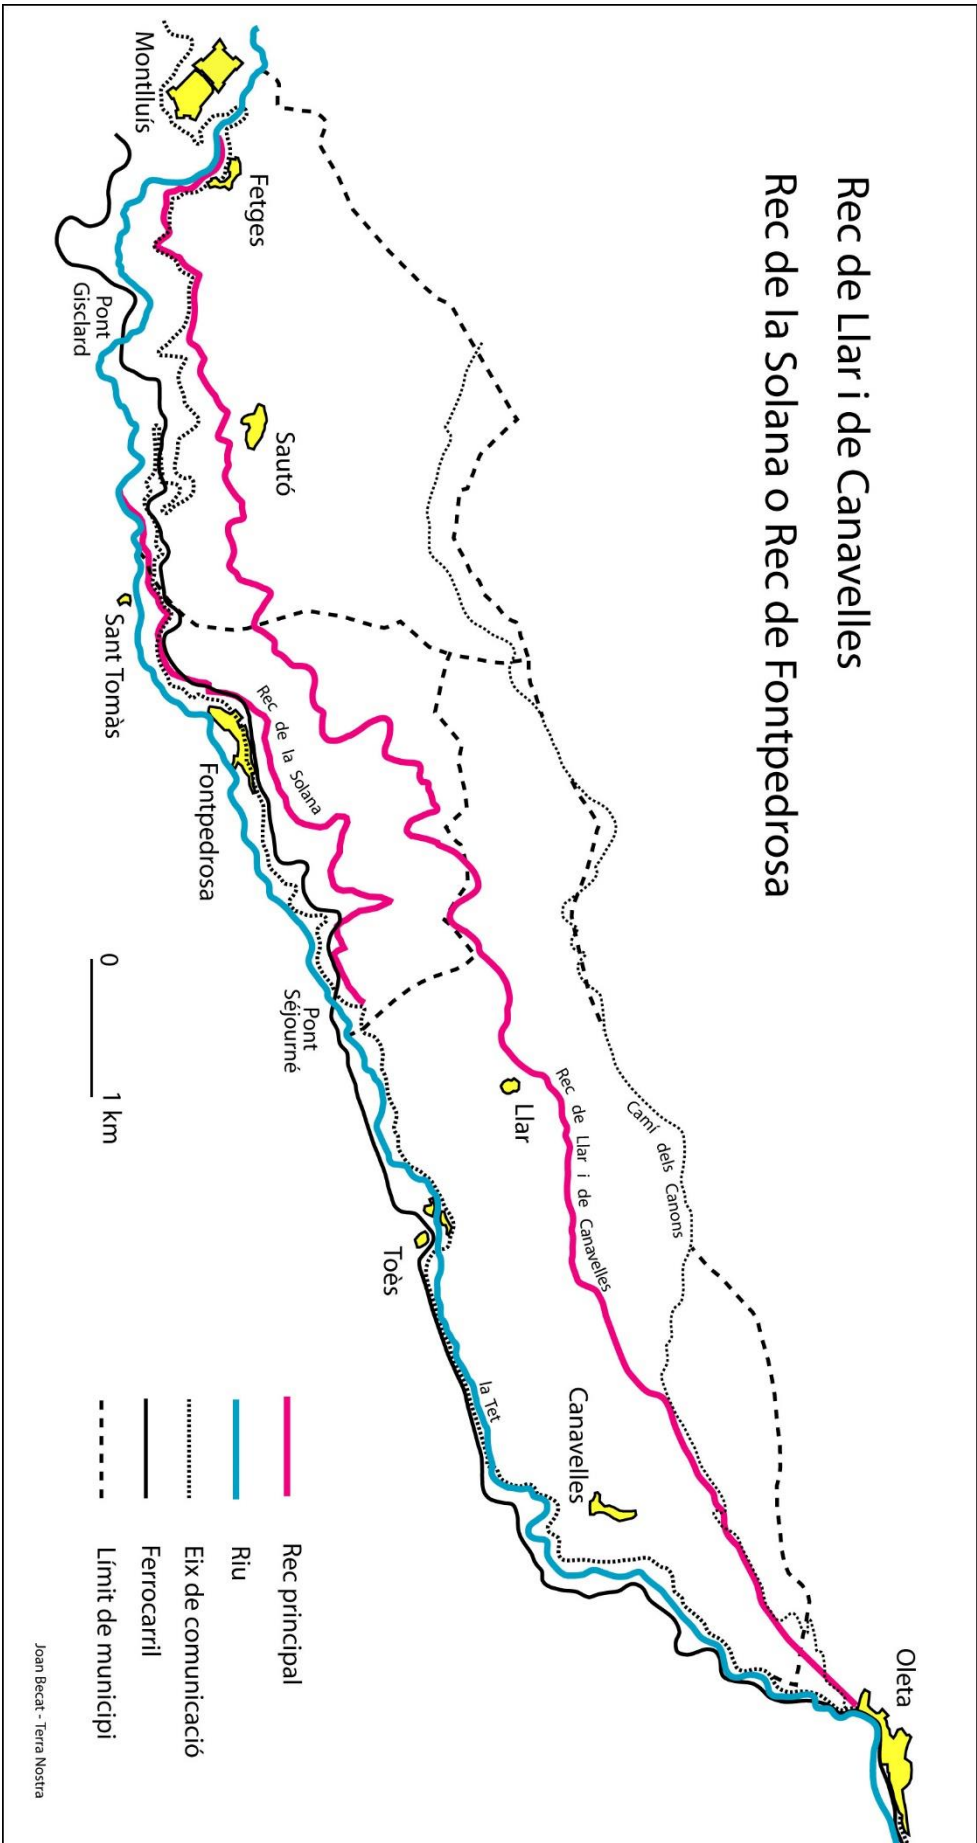 Rec de Llar i de Canavelles
Rec de la Solana o Rec de Fontpedrosa
Montlluís
Fetges
Pont
Gisclard
Sautó
Sant Tomàs
Rec de la Solana
Fontpedrosa
Pont
Séjourné
Llar
Rec de Llar i de Canavelles
Camí dels Canons
Toès
la Tet
Canavelles
Oleta
0 1 km
Rec principal
Riu
Eix de comunicació
Ferrocarril
Límit de municipi
Joan Becat - Terra Nostra